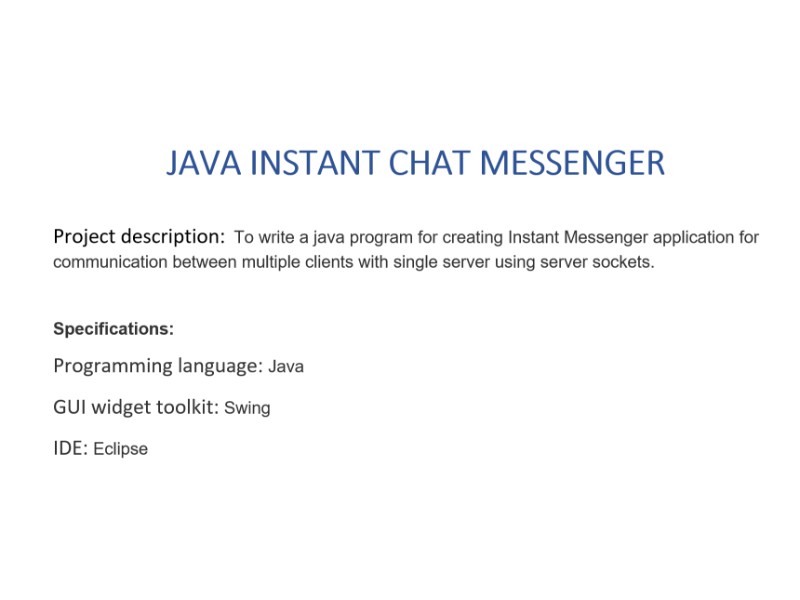 JAVA INSTANT CHAT MESSENGER
Project description: To write a java program for creating Instant Messenger application for
communication between multiple clients with single server using server sockets.
Specifications:
Programming language: Java
GUI widget toolkit: Swing
IDE: Eclipse